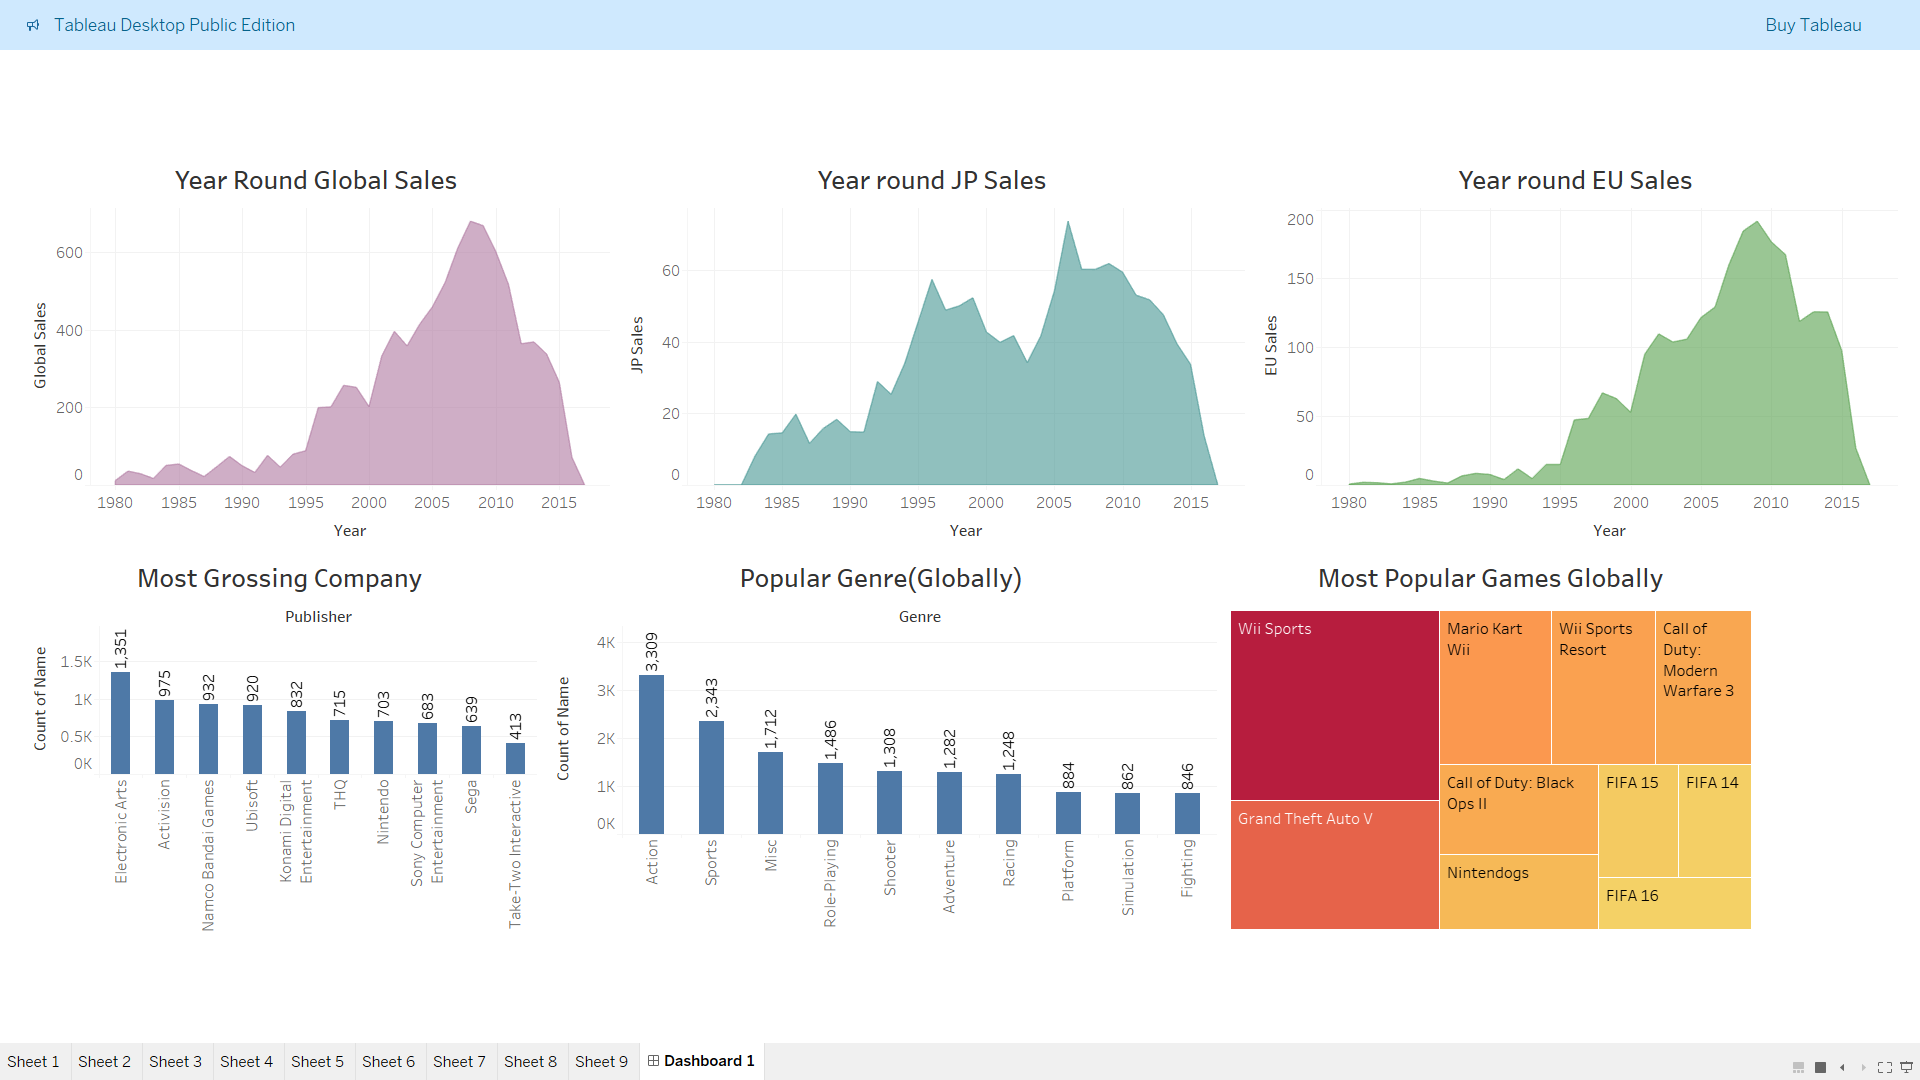 Tableau Desktop Public Edition
Buy Tableau
Year Round Global Sales
Global Sales
600
400
200
0
1980 1985 1990 1995 2000 2005 2010 2015
Year
Year round JP Sales
JP Sales
60
40
20
0
1980 1985 1990 1995 2000 2005 2010 2015
Year
Year round EU Sales
EU Sales
200
150
100
50
0
1980 1985 1990 1995 2000 2005 2010 2015
Year
Most Grossing Company
Publisher
Count of Name
1.5K
1K
0.5K
0K
1,351
975
932
920
832
715
703
683
639
413
Electronic Arts
Activision
Namco Bandai Games
Ubisoft
Konami Digital
Entertainment
THQ
Nintendo
Sony Computer
Entertainment
Sega
Take-Two Interactive
Popular Genre(Globally)
Genre
Count of Name
4K
3K
2K
1K
0K
3,309
2,343
1,712
1,486
1,308
1,282
1,248
884
862
846
Action
Sports
Misc
Role-Playing
Shooter
Adventure
Racing
Platform
Simulation
Fighting
Most Popular Games Globally
Wii Sports
Grand Theft Auto V
Mario Kart
Wii
Wii Sports
Resort
Call of
Duty:
Modern
Warfare 3
Call of Duty: Black
Ops II
Nintendogs
FIFA 15
FIFA 14
FIFA 16
Sheet 1 Sheet 2 Sheet 3 Sheet 4 Sheet 5 Sheet 6 Sheet 7 Sheet 8 Sheet 9 Dashboard 1